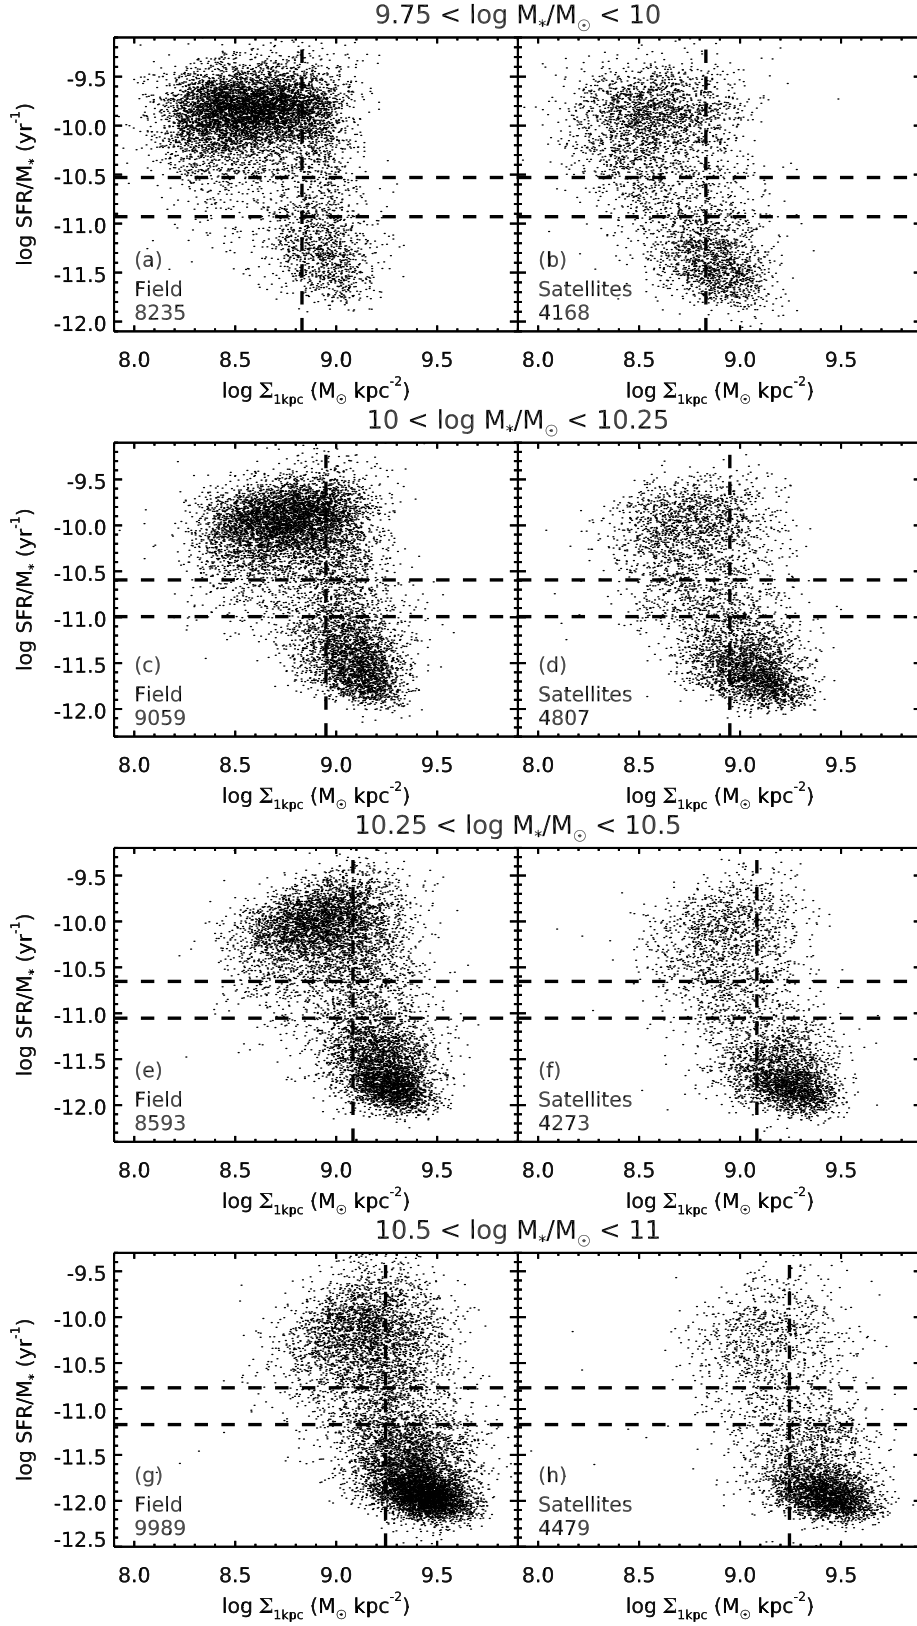 9.75 < log M*/M☉ < 10
log SFR/M* (yr-1)
-9.5
-10.0
-10.5
-11.0
-11.5
-12.0
(a)
Field
8235
(b)
Satellites
4168
8.0 8.5 9.0 9.5 8.0 8.5 9.0 9.5
log Σ1kpc (M☉ kpc-2) log Σ1kpc (M☉ kpc-2)
10 < log M*/M☉ < 10.25
log SFR/M* (yr-1)
-9.5
-10.0
-10.5
-11.0
-11.5
-12.0
(c)
Field
9059
(d)
Satellites
4807
8.0 8.5 9.0 9.5 8.0 8.5 9.0 9.5
log Σ1kpc (M☉ kpc-2) log Σ1kpc (M☉ kpc-2)
10.25 < log M*/M☉ < 10.5
log SFR/M* (yr-1)
-9.5
-10.0
-10.5
-11.0
-11.5
-12.0
(e)
Field
8593
(f)
Satellites
4273
8.0 8.5 9.0 9.5 8.0 8.5 9.0 9.5
log Σ1kpc (M☉ kpc-2) log Σ1kpc (M☉ kpc-2)
10.5 < log M*/M☉ < 11
log SFR/M* (yr-1)
-9.5
-10.0
-10.5
-11.0
-11.5
-12.0
-12.5
(g)
Field
9989
(h)
Satellites
4479
8.0 8.5 9.0 9.5 8.0 8.5 9.0 9.5
log Σ1kpc (M☉ kpc-2) log Σ1kpc (M☉ kpc-2)